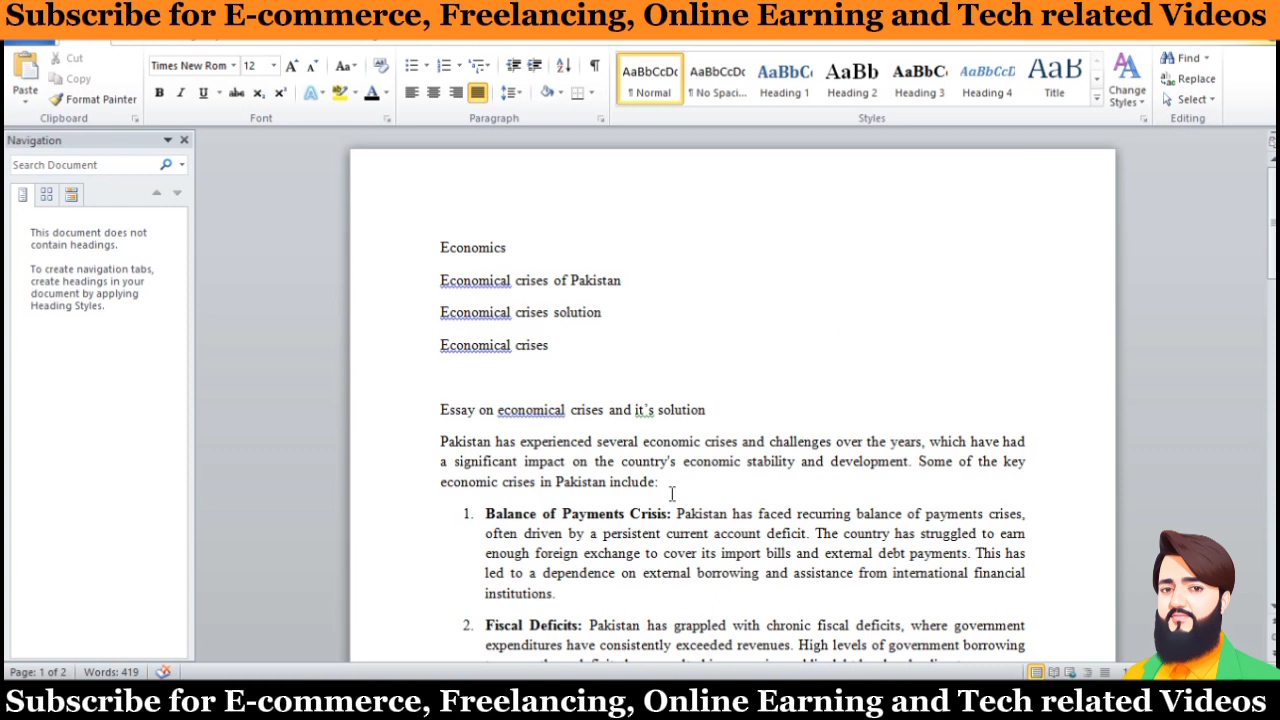 Subscribe for E-commerce, Freelancing, Online Earning and Tech related Videos
Cut
Copy
Paste
Format Painter
Clipboard
Times New Rom
12
Aa
B I U abc x₂ x²
A
Font
Paragraph
AaBbCcDc AaBbCcDc AaBbC AaBb AaBbC AaBbCcD AaB
¶ Normal ¶ No Spaci... Heading 1 Heading 2 Heading 3 Heading 4 Title
Change
Styles
Styles
Find
Replace
Select
Editing
Navigation
Search Document
This document does not
contain headings.
To create navigation tabs,
create headings in your
document by applying
Heading Styles.
Economics
Economical crises of Pakistan
Economical crises solution
Economical crises
Essay on economical crises and it`s solution
Pakistan has experienced several economic crises and challenges over the years, which have had
a significant impact on the country's economic stability and development. Some of the key
economic crises in Pakistan include:
1. Balance of Payments Crisis: Pakistan has faced recurring balance of payments crises,
often driven by a persistent current account deficit. The country has struggled to earn
enough foreign exchange to cover its import bills and external debt payments. This has
led to a dependence on external borrowing and assistance from international financial
institutions.
2. Fiscal Deficits: Pakistan has grappled with chronic fiscal deficits, where government
expenditures have consistently exceeded revenues. High levels of government borrowing
Page: 1 of 2
Words: 419
Subscribe for E-commerce, Freelancing, Online Earning and Tech related Videos